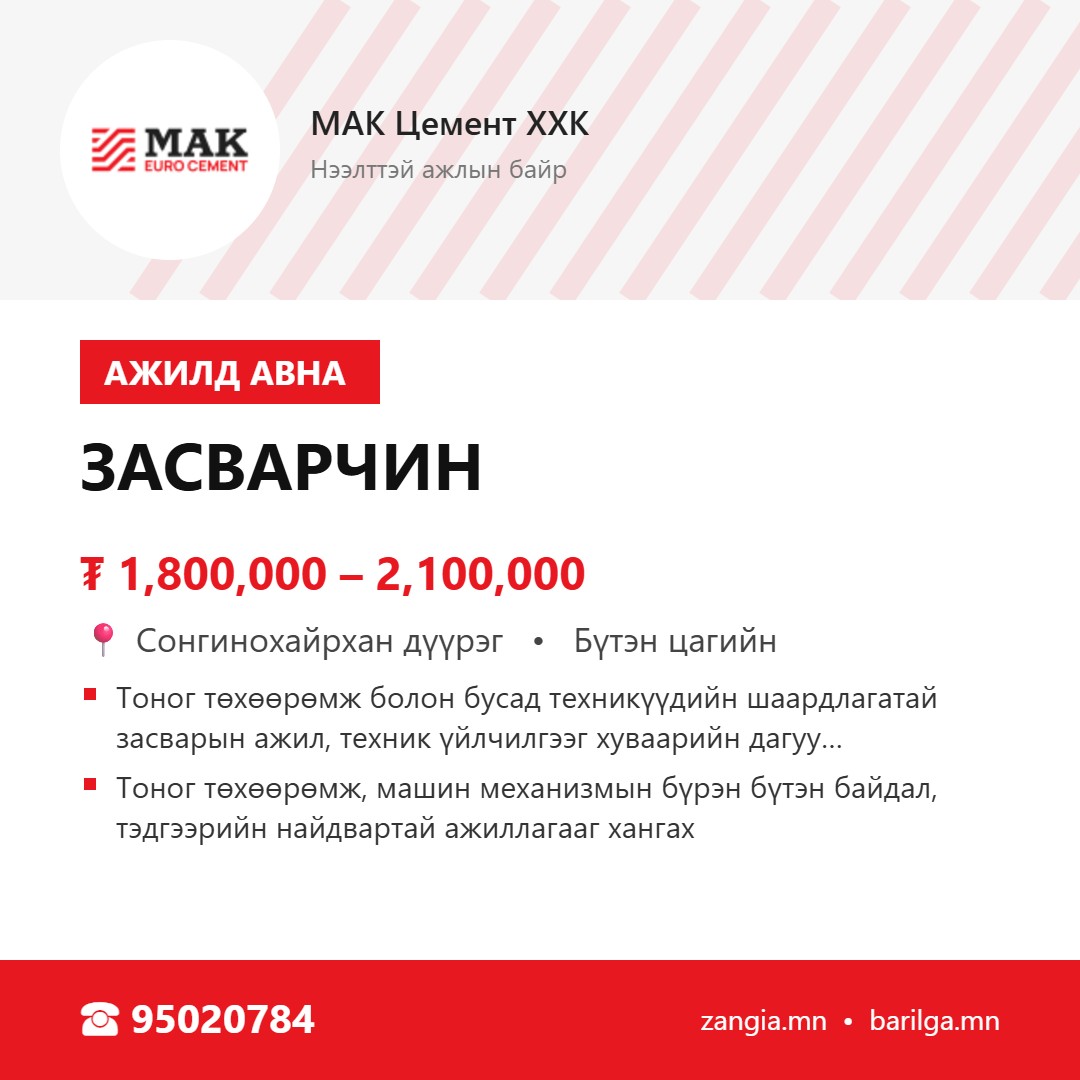 МАК
EURO CEMENT
МАК Цемент ХХК
Нээлттэй ажлын байр
АЖИЛД АВНА
ЗАСВАРЧИН
₮ 1,800,000 – 2,100,000
Сонгинохайрхан дүүрэг • Бүтэн цагийн
Тоног төхөөрөмж болон бусад техникүүдийн шаардлагатай
засварын ажил, техник үйлчилгээг хуваарийн дагуу...
Тоног төхөөрөмж, машин механизмын бүрэн бүтэн байдал,
тэдгээрийн найдвартай ажиллагааг хангах
☎ 95020784
zangia.mn • barilga.mn